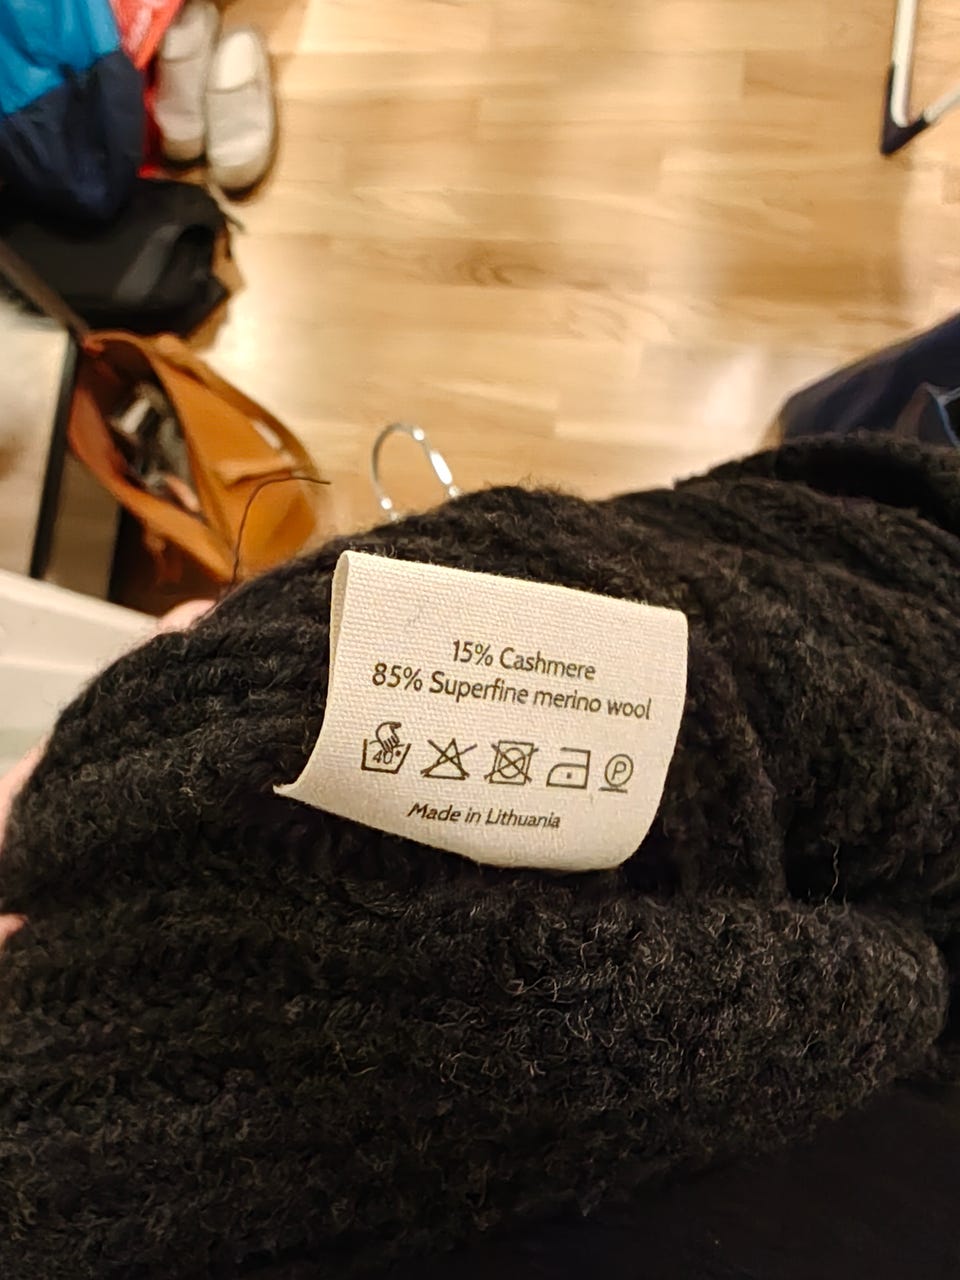 15% Cashmere
85% Superfine merino wool
40°
P
Made in Lithuania